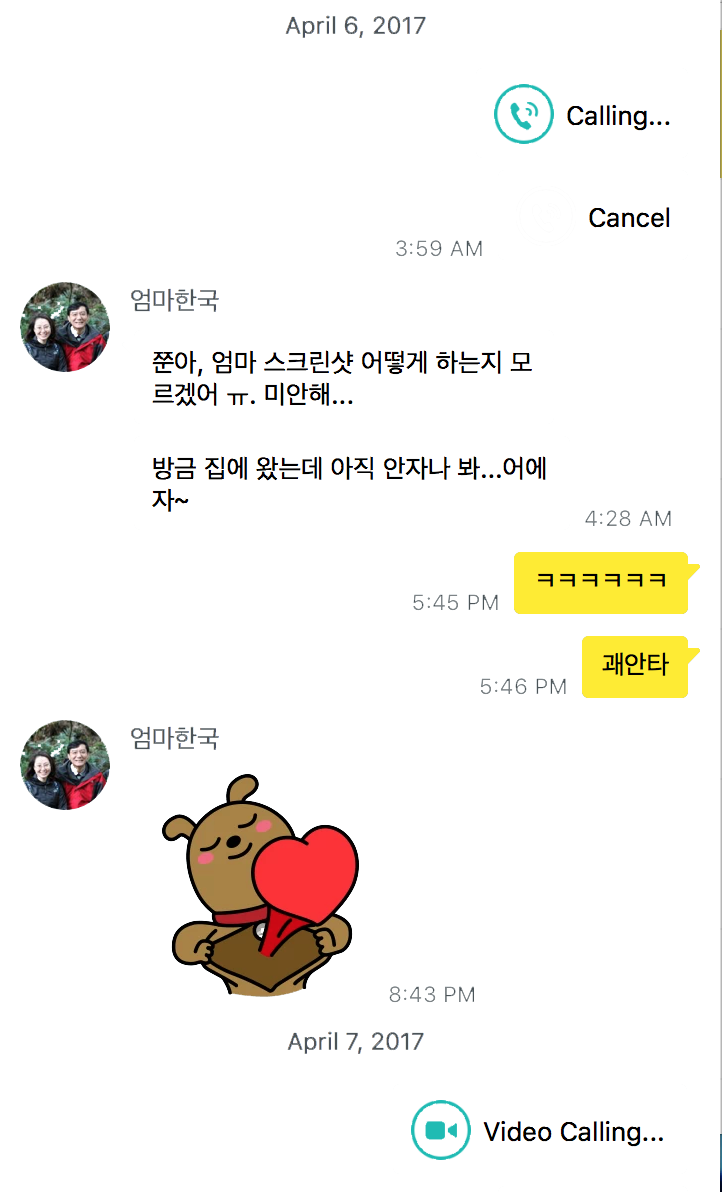 April 6, 2017
Calling...
Cancel
3:59 AM
엄마한국
쭌아, 엄마 스크린샷 어떻게 하는지 모
르겠어 ㅠ. 미안해...
방금 집에 왔는데 아직 안자나 봐...어에
자~
4:28 AM
ㅋㅋㅋㅋㅋㅋ
5:45 PM
괘안타
5:46 PM
엄마한국
8:43 PM
April 7, 2017
Video Calling...